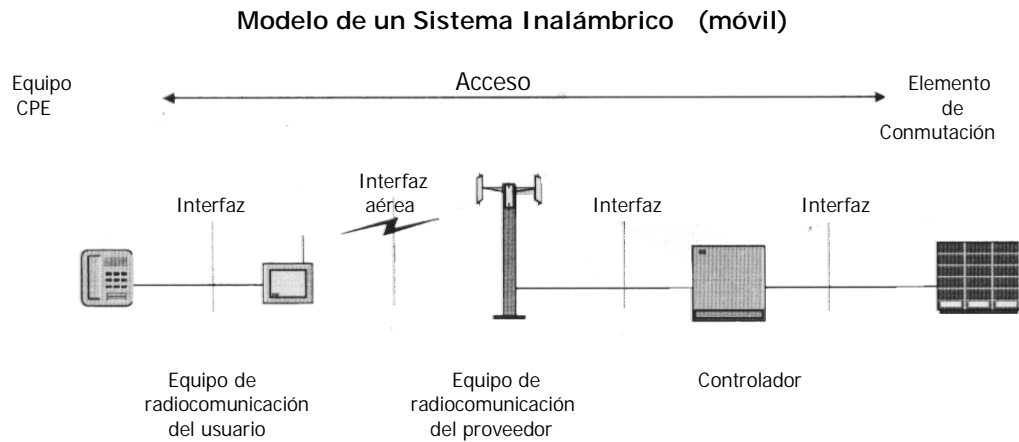 Modelo de un Sistema Inalámbrico (móvil)
Equipo
CPE
Acceso
Elemento
de
Conmutación
Interfaz
Interfaz
aérea
Interfaz
Interfaz
Equipo de
radiocomunicación
del usuario
Equipo de
radiocomunicación
del proveedor
Controlador